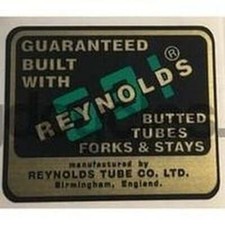 GUARANTEED
BUILT
WITH
531
REYNOLDS®
BUTTED
TUBES
FORKS & STAYS
manufactured by
REYNOLDS TUBE CO. LTD.
Birmingham, England.